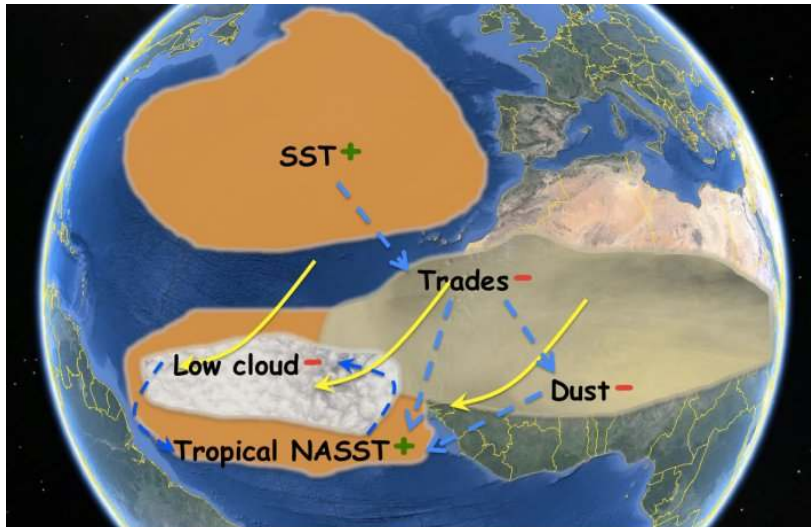 SST+
Trades-
Low cloud-
Dust-
Tropical NASST+